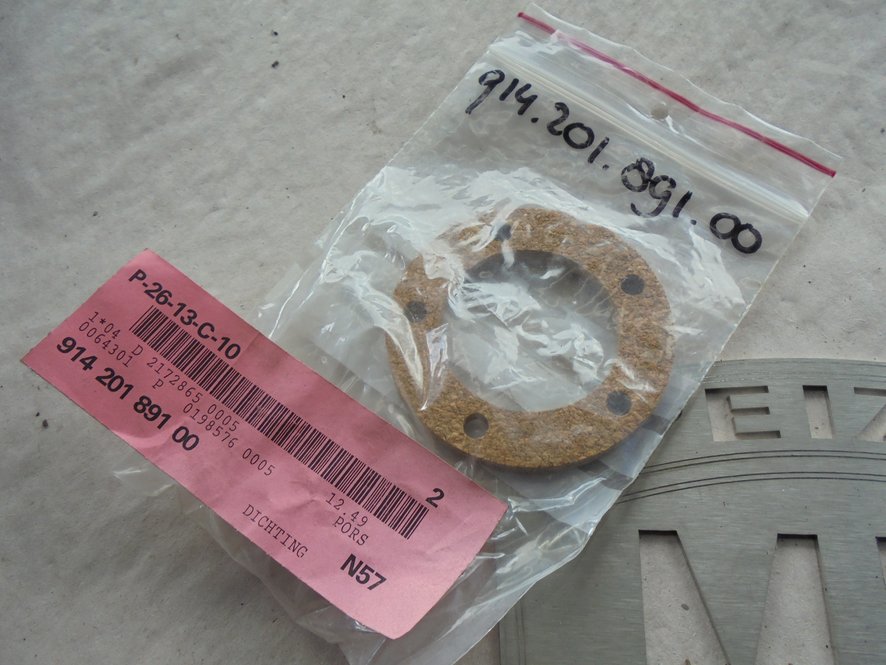 914.201.891.00
P-26-13-C-10
1*04 D 2172865 0005
0064301 P 0198576 0005
914 201 891 00
2
12.49
PORS
DICHTING
N57
EIZ
M